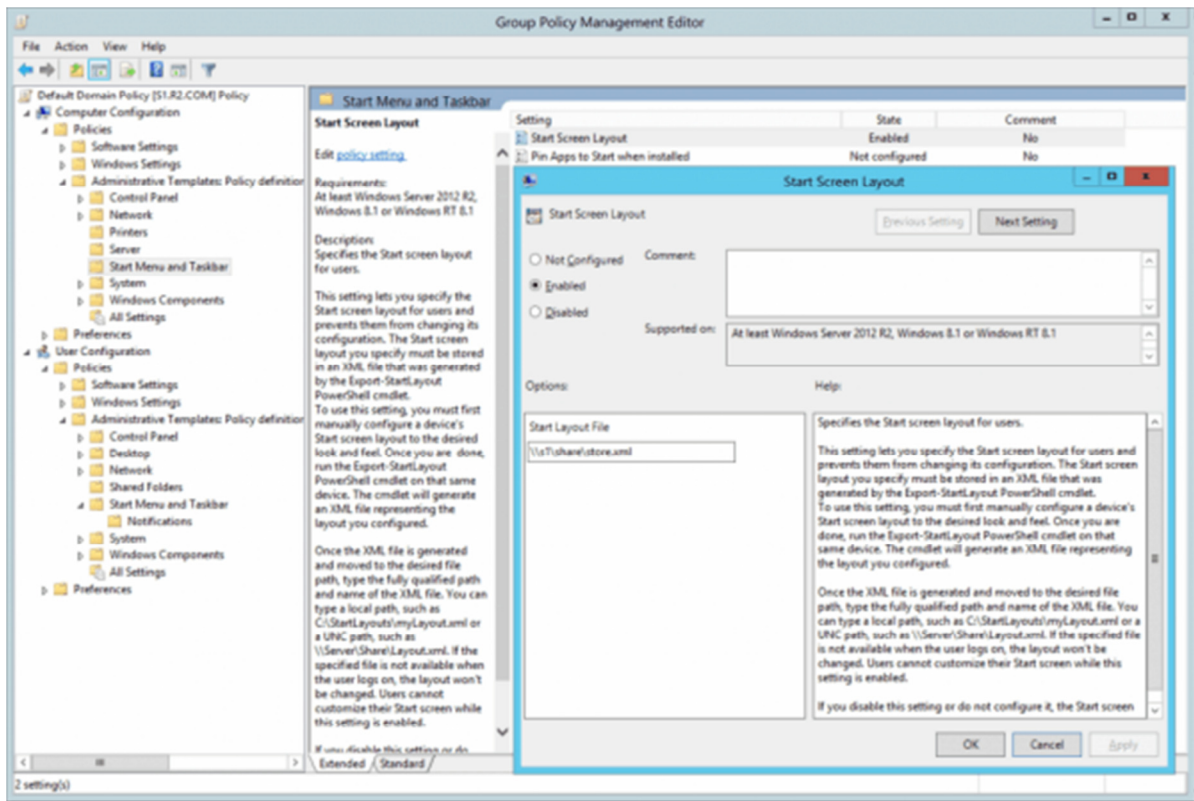 Group Policy Management Editor
File Action View Help
Default Domain Policy [S1.R2.COM] Policy
Computer Configuration
Policies
Software Settings
Windows Settings
Administrative Templates: Policy definition
Control Panel
Network
Printers
Server
Start Menu and Taskbar
System
Windows Components
All Settings
Preferences
User Configuration
Policies
Software Settings
Windows Settings
Administrative Templates: Policy definition
Control Panel
Desktop
Network
Shared Folders
Start Menu and Taskbar
Notifications
System
Windows Components
All Settings
Preferences
2 setting(s)
Start Menu and Taskbar
Start Screen Layout
Edit policy setting
Requirements:
At least Windows Server 2012 R2,
Windows 8.1 or Windows RT 8.1
Description:
Specifies the Start screen layout
for users.
This setting lets you specify the
Start screen layout for users and
prevents them from changing its
configuration. The Start screen
layout you specify must be stored
in an XML file that was generated
by the Export-StartLayout
PowerShell cmdlet.
To use this setting, you must first
manually configure a device's
Start screen layout to the desired
look and feel. Once you are done,
run the Export-StartLayout
PowerShell cmdlet on that same
device. The cmdlet will generate
an XML file representing the
layout you configured.
Once the XML file is generated
and moved to the desired file
path, type the fully qualified path
and name of the XML file. You can
type a local path, such as
C:\StartLayouts\myLayout.xml or
a UNC path, such as
\\Server\Share\Layout.xml. If the
specified file is not available when
the user logs on, the layout won't
be changed. Users cannot
customize their Start screen while
this setting is enabled.
If you disable this setting or do
Extended Standard
Setting State Comment
Start Screen Layout Enabled No
Pin Apps to Start when installed Not configured No
Start Screen Layout
Start Screen Layout
Previous Setting Next Setting
Not Configured Comment:
Enabled
Disabled
Supported on: At least Windows Server 2012 R2, Windows 8.1 or Windows RT 8.1
Options: Help:
Start Layout File
\\s1\share\store.xml
Specifies the Start screen layout for users.
This setting lets you specify the Start screen layout for users and
prevents them from changing its configuration. The Start screen
layout you specify must be stored in an XML file that was
generated by the Export-StartLayout PowerShell cmdlet.
To use this setting, you must first manually configure a device's
Start screen layout to the desired look and feel. Once you are
done, run the Export-StartLayout PowerShell cmdlet on that
same device. The cmdlet will generate an XML file representing
the layout you configured.
Once the XML file is generated and moved to the desired file
path, type the fully qualified path and name of the XML file. You
can type a local path, such as C:\StartLayouts\myLayout.xml or a
UNC path, such as \\Server\Share\Layout.xml. If the specified file
is not available when the user logs on, the layout won't be
changed. Users cannot customize their Start screen while this
setting is enabled.
If you disable this setting or do not configure it, the Start screen
OK Cancel Apply